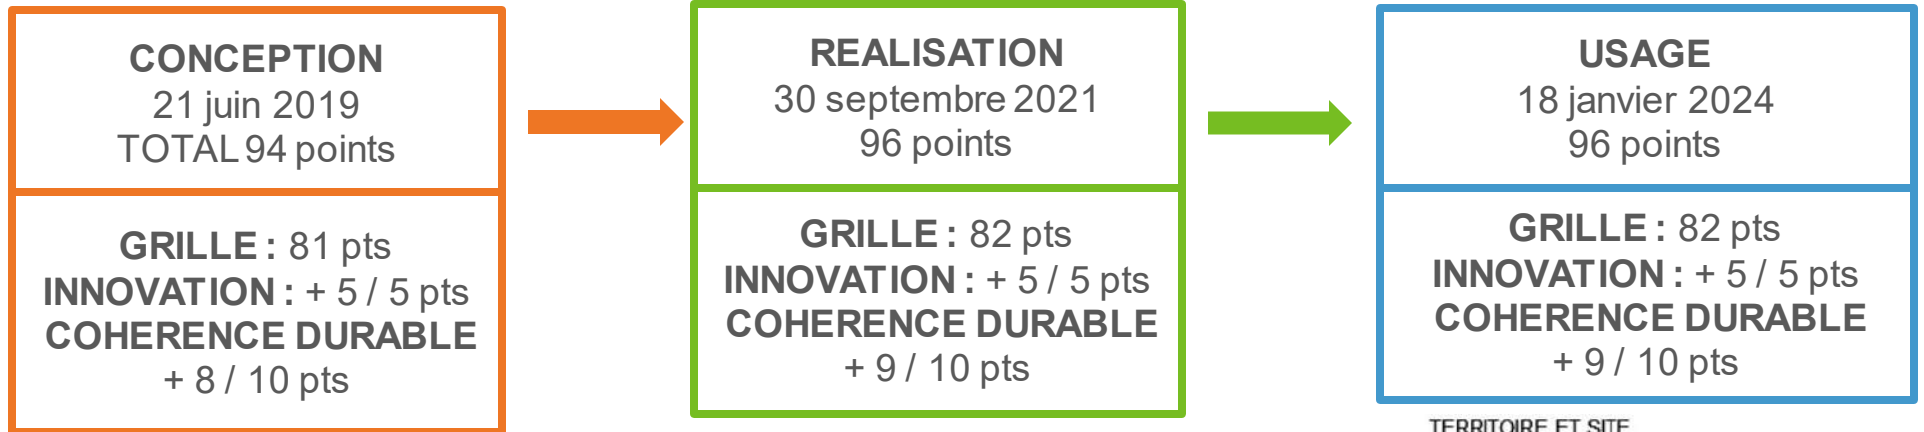 CONCEPTION
21 juin 2019
TOTAL 94 points
GRILLE : 81 pts
INNOVATION : + 5 / 5 pts
COHERENCE DURABLE
+ 8 / 10 pts
REALISATION
30 septembre 2021
96 points
GRILLE : 82 pts
INNOVATION : + 5 / 5 pts
COHERENCE DURABLE
+ 9 / 10 pts
USAGE
18 janvier 2024
96 points
GRILLE : 82 pts
INNOVATION : + 5 / 5 pts
COHERENCE DURABLE
+ 9 / 10 pts
TERRITOIRE ET SITE